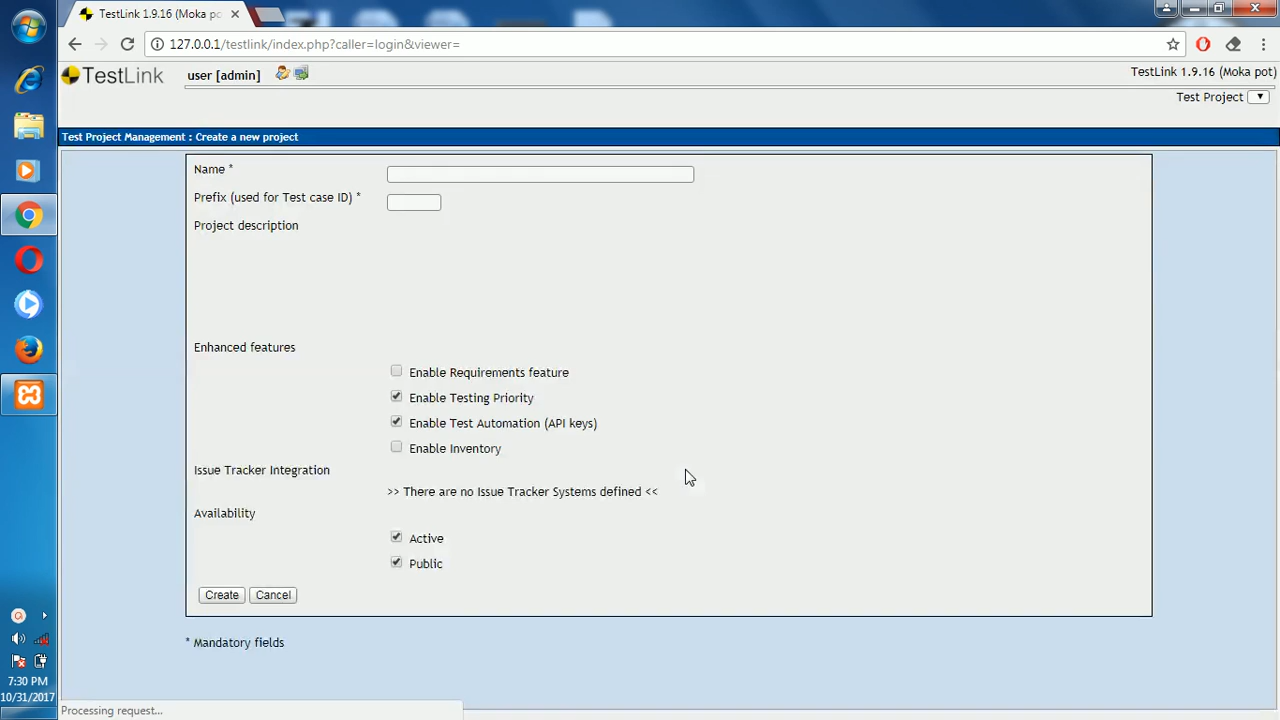 TestLink 1.9.16 (Moka po
127.0.0.1/testlink/index.php?caller=login&viewer=
TestLink
user [admin]
TestLink 1.9.16 (Moka pot)
Test Project
Test Project Management : Create a new project
Name *
Prefix (used for Test case ID) *
Project description
Enhanced features
Enable Requirements feature
Enable Testing Priority
Enable Test Automation (API keys)
Enable Inventory
Issue Tracker Integration
>> There are no Issue Tracker Systems defined <<
Availability
Active
Public
Create Cancel
* Mandatory fields
7:30 PM
10/31/2017
Processing request...